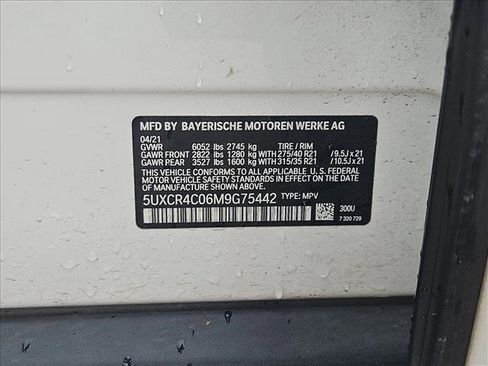 MFD BY BAYERISCHE MOTOREN WERKE AG
04/21
GVWR 6052 lbs 2745 kg TIRE / RIM
GAWR FRONT 2822 lbs 1280 kg WITH 275/40 R21 /9.5J x 21
GAWR REAR 3527 lbs 1600 kg WITH 315/35 R21 /10.5J x 21
THIS VEHICLE CONFORMS TO ALL APPLICABLE U. S. FEDERAL
MOTOR VEHICLE SAFETY STANDARDS IN EFFECT ON THE
DATE OF MANUFACTURE SHOWN ABOVE.
5UXCR4C06M9G75442 TYPE: MPV
300U
7 320 729